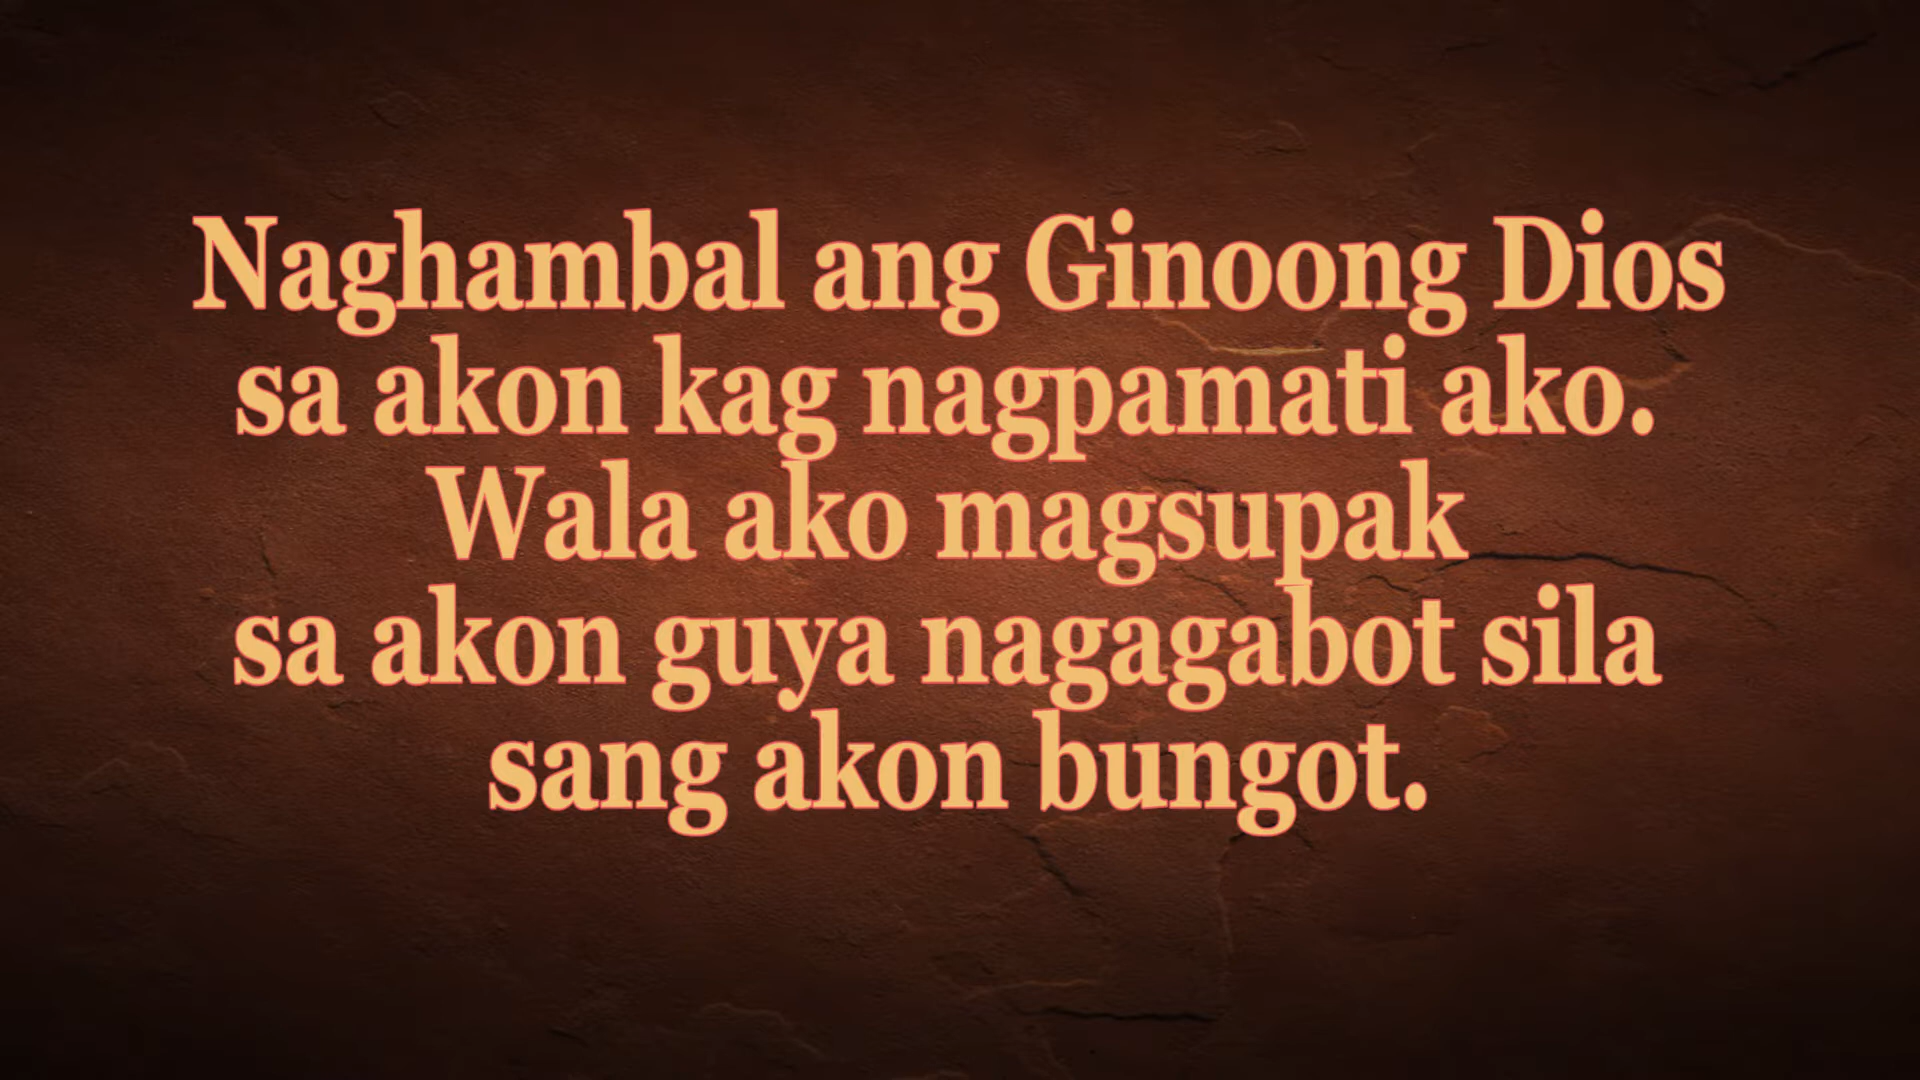 Naghambal ang Ginoong Dios
sa akon kag nagpamati ako.
Wala ako magsupak
sa akon guya nagagabot sila
sang akon bungot.